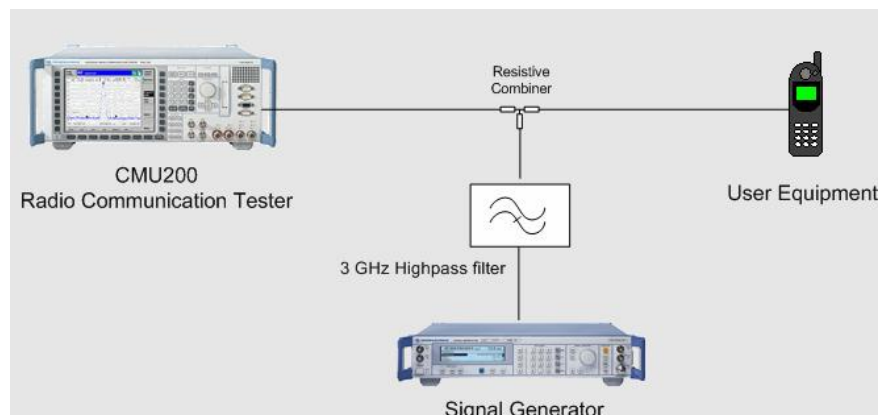 Resistive
Combiner
CMU200
Radio Communication Tester
User Equipment
3 GHz Highpass filter
Signal Generator